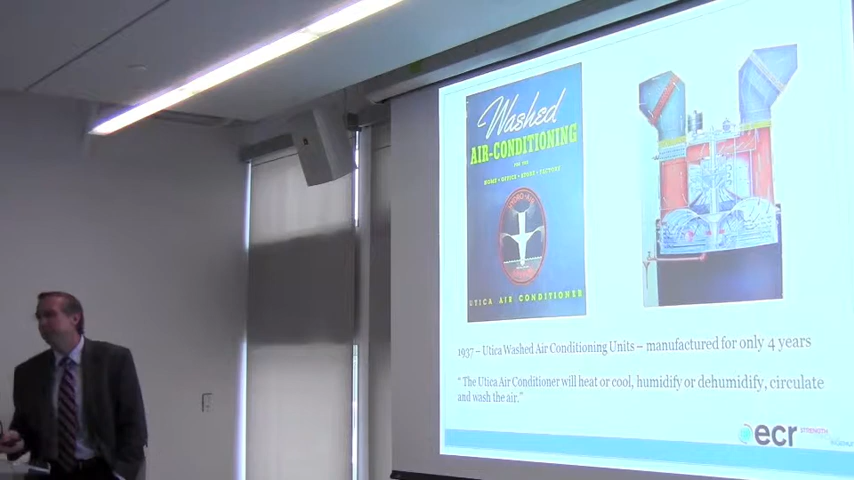 Washed
AIR-CONDITIONING
FOR THE
HOME • OFFICE • STORE • FACTORY
UTICA AIR CONDITIONER
1937 – Utica Washed Air Conditioning Units – manufactured for only 4 years
“ The Utica Air Conditioner will heat or cool, humidify or dehumidify, circulate
and wash the air.”
ecr
STRENGTH